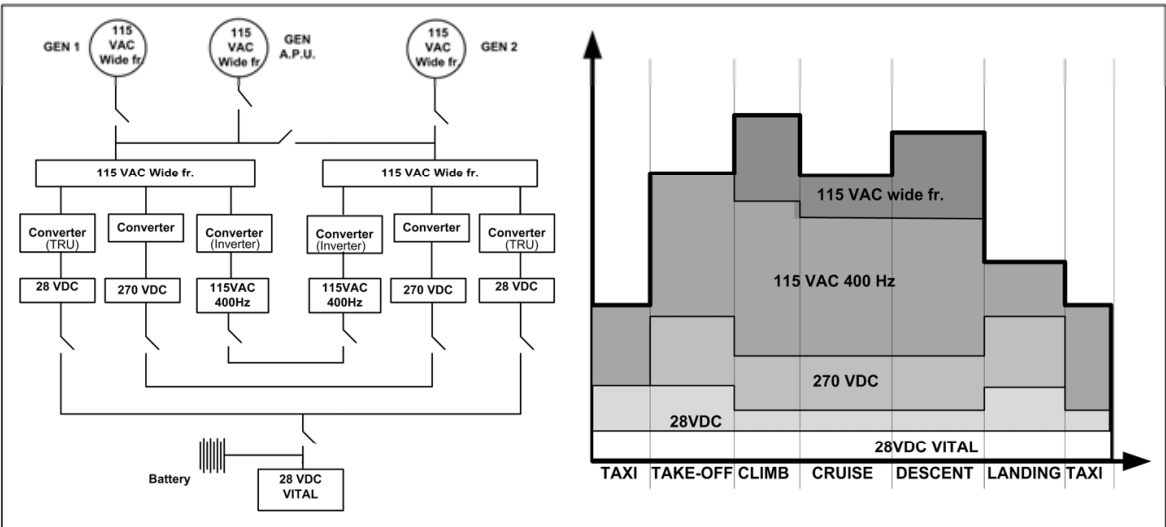 GEN 1
115
VAC
Wide fr.
115
VAC
Wide fr.
GEN
A.P.U.
115
VAC
Wide fr.
GEN 2
115 VAC Wide fr.
115 VAC Wide fr.
Converter
(TRU)
Converter
Converter
(Inverter)
Converter
(Inverter)
Converter
Converter
(TRU)
28 VDC
270 VDC
115VAC
400Hz
115VAC
400Hz
270 VDC
28 VDC
Battery
28 VDC
VITAL
115 VAC wide fr.
115 VAC 400 Hz
270 VDC
28VDC
28VDC VITAL
TAXI
TAKE-OFF
CLIMB
CRUISE
DESCENT
LANDING
TAXI